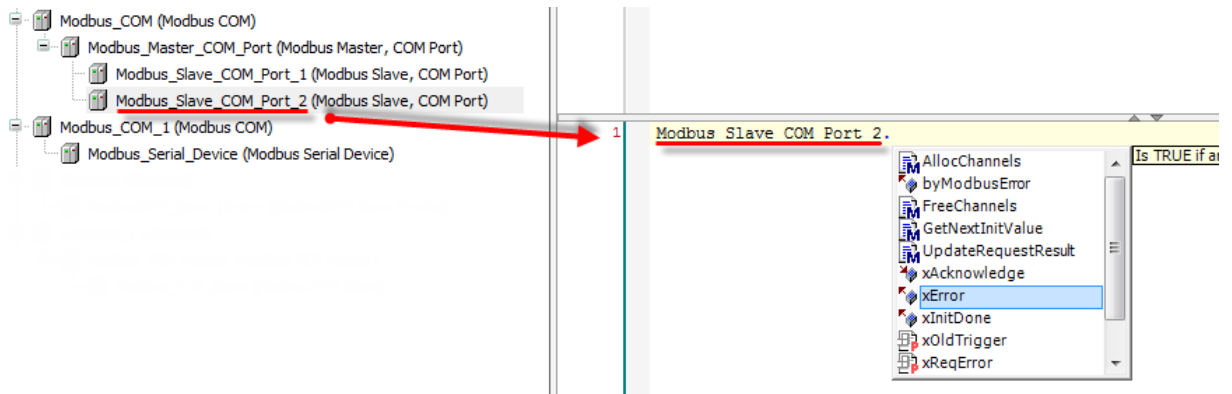 Modbus_COM (Modbus COM)
Modbus_Master_COM_Port (Modbus Master, COM Port)
Modbus_Slave_COM_Port_1 (Modbus Slave, COM Port)
Modbus_Slave_COM_Port_2 (Modbus Slave, COM Port)
Modbus_COM_1 (Modbus COM)
Modbus_Serial_Device (Modbus Serial Device)
1 Modbus_Slave_COM_Port_2.
Is TRUE if
AllocChannels
byModbusError
FreeChannels
GetNextInitValue
UpdateRequestResult
xAcknowledge
xError
xInitDone
xOldTrigger
xReqError